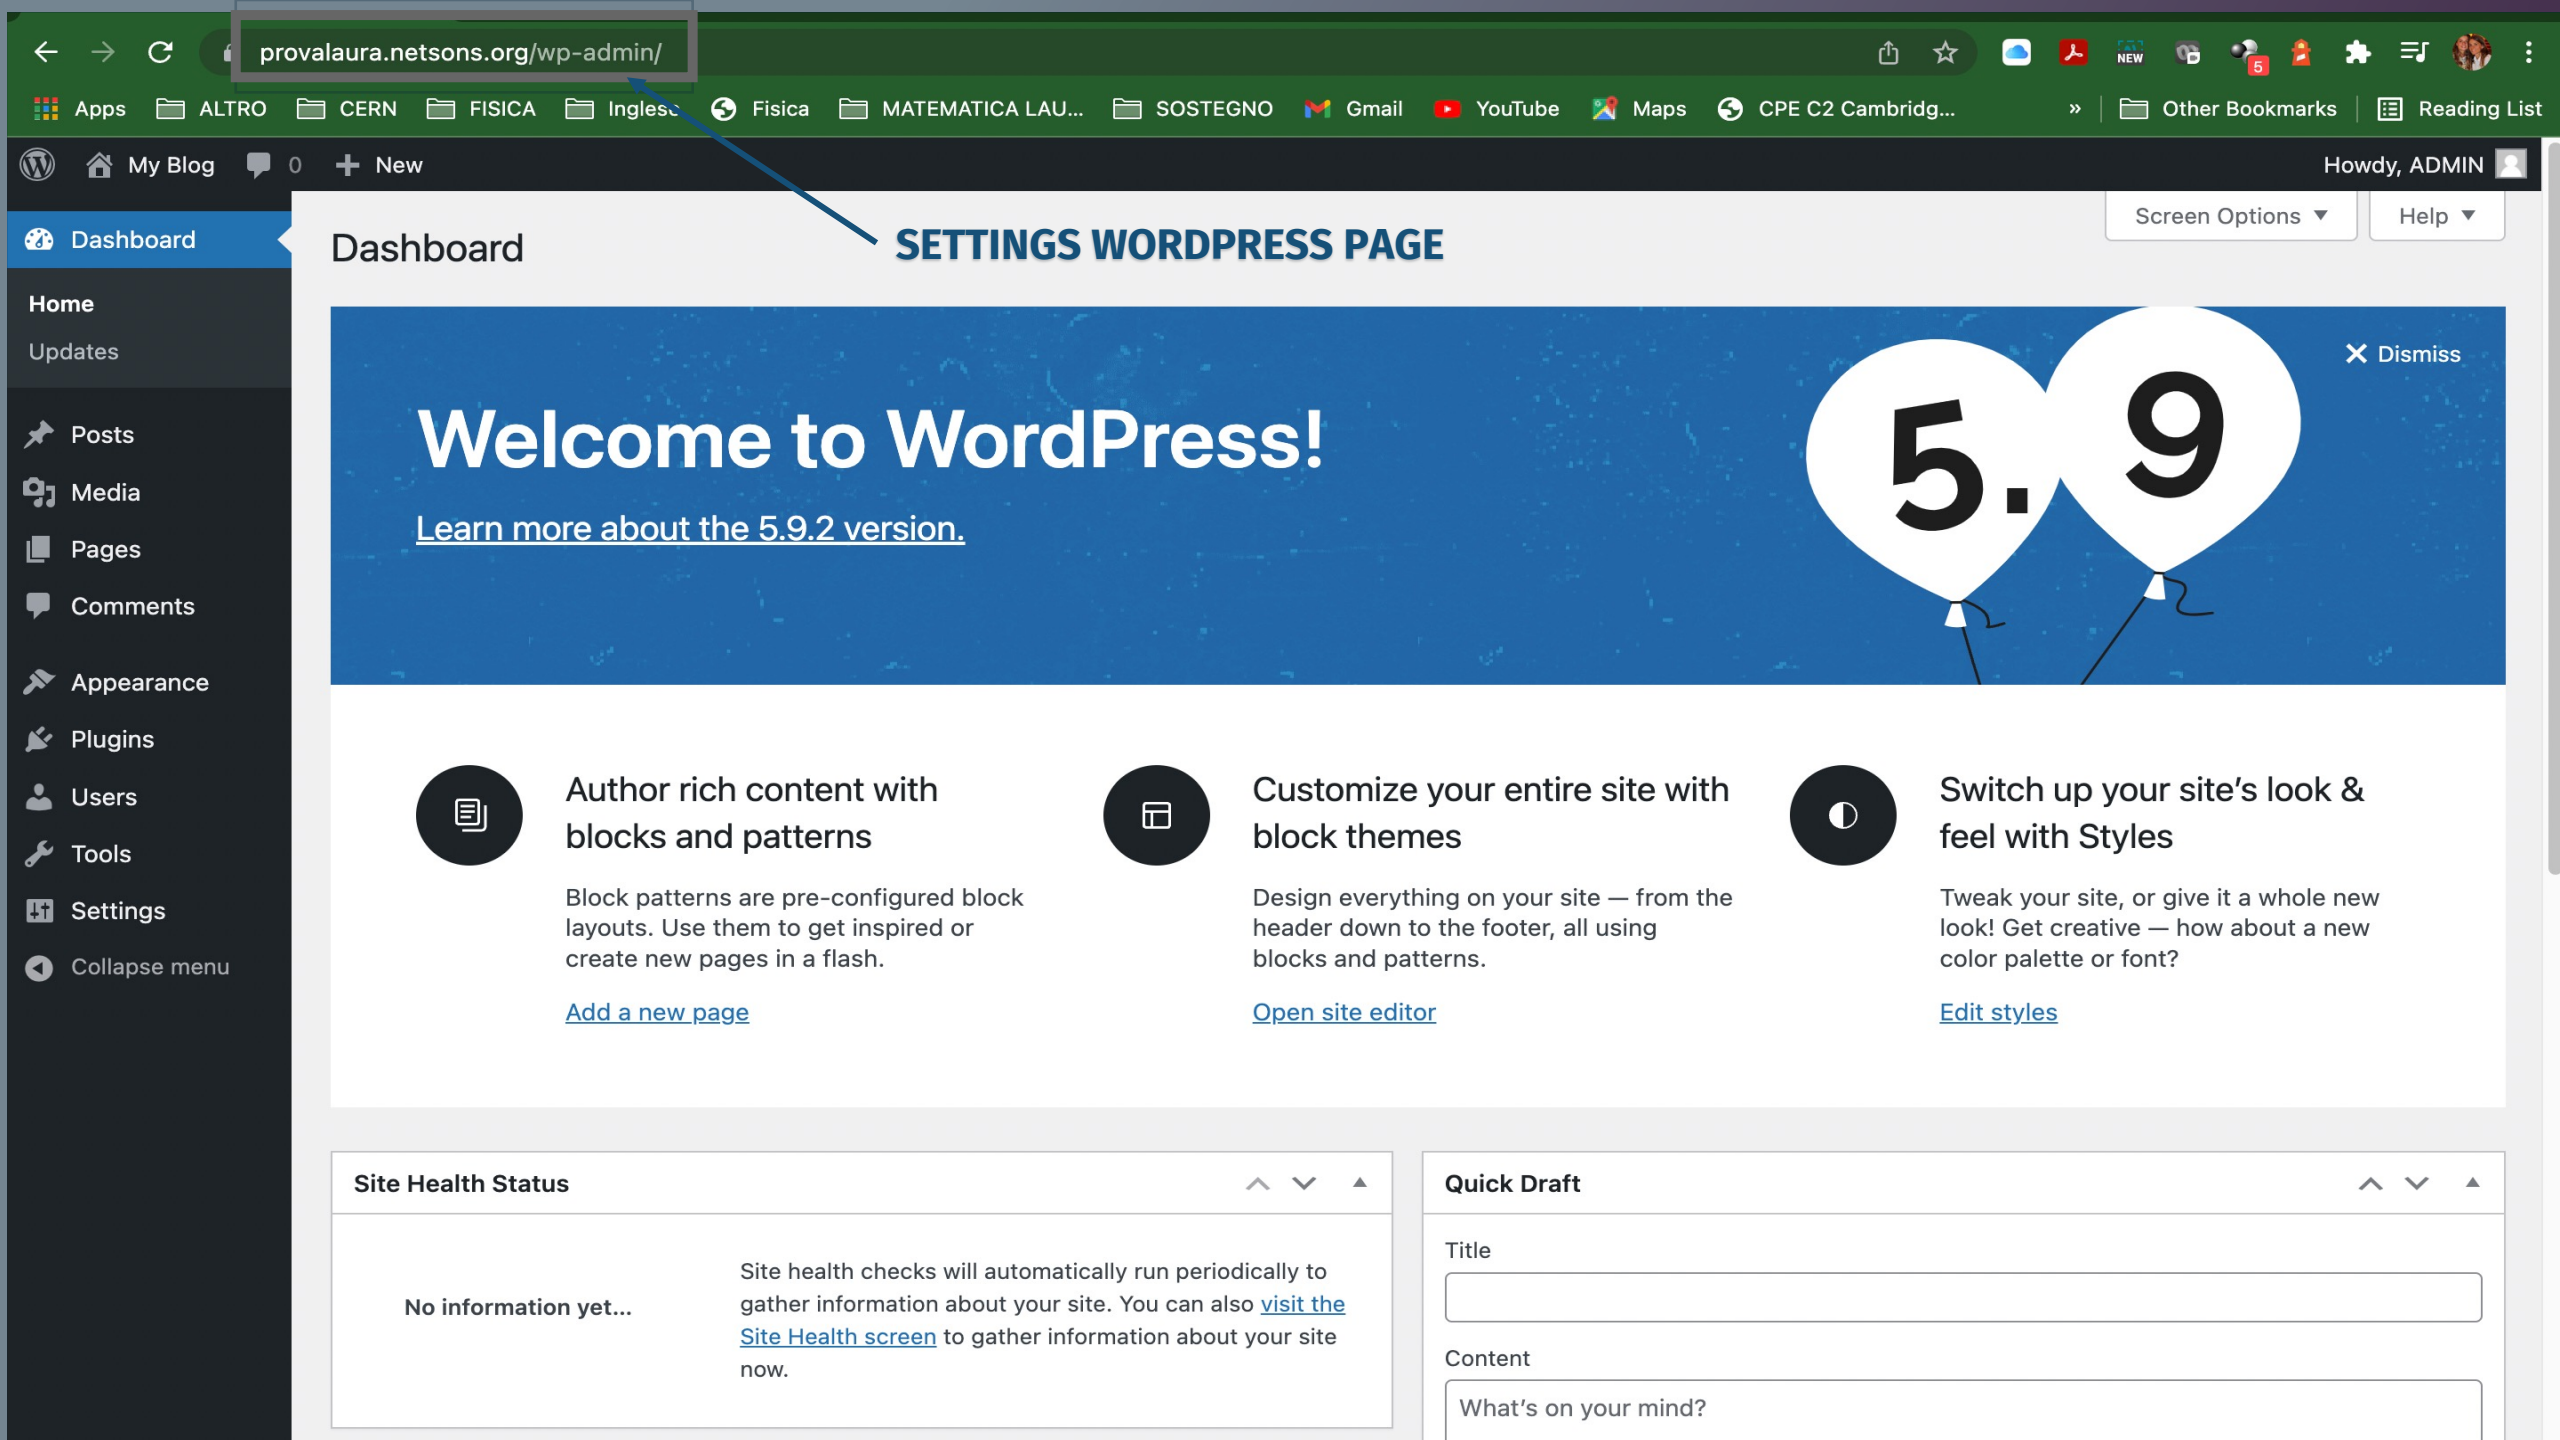 provalaura.netsons.org/wp-admin/
NEW
5
Apps ALTRO CERN FISICA Inglese Fisica MATEMATICA LAU... SOSTEGNO Gmail YouTube Maps CPE C2 Cambridg... » Other Bookmarks Reading List
My Blog 0 + New Howdy, ADMIN
Screen Options Help
Dashboard
Home
Updates
Posts
Media
Pages
Comments
Appearance
Plugins
Users
Tools
Settings
Collapse menu
Dashboard
SETTINGS WORDPRESS PAGE
Dismiss
Welcome to WordPress!
Learn more about the 5.9.2 version.
5.9
Author rich content with
blocks and patterns
Block patterns are pre-configured block
layouts. Use them to get inspired or
create new pages in a flash.
Add a new page
Customize your entire site with
block themes
Design everything on your site — from the
header down to the footer, all using
blocks and patterns.
Open site editor
Switch up your site’s look &
feel with Styles
Tweak your site, or give it a whole new
look! Get creative — how about a new
color palette or font?
Edit styles
Site Health Status
No information yet...
Site health checks will automatically run periodically to
gather information about your site. You can also visit the
Site Health screen to gather information about your site
now.
Quick Draft
Title
Content
What’s on your mind?